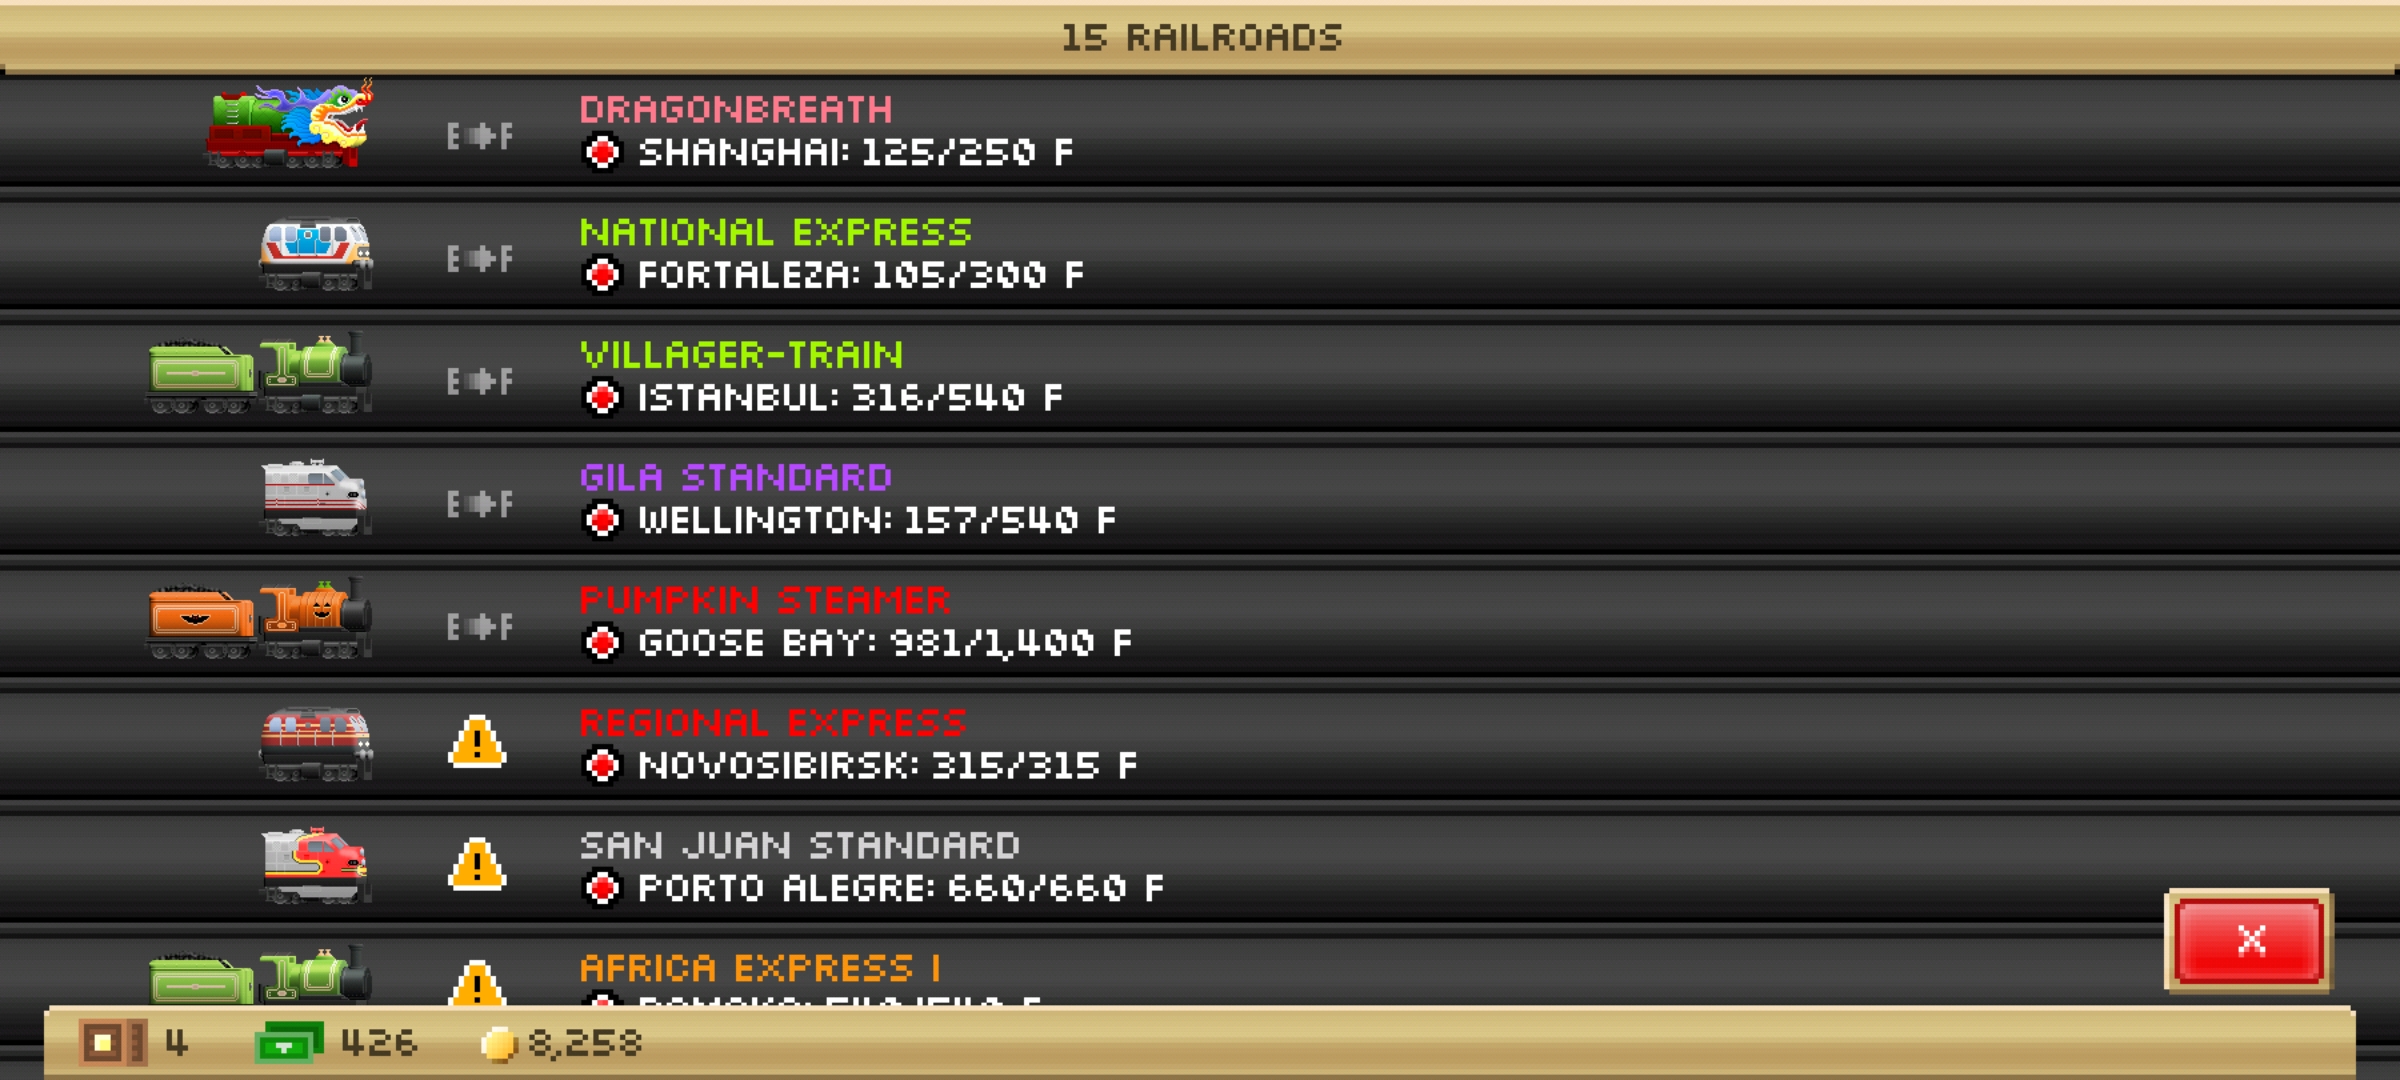 15 RAILROADS
DRAGONBREATH
E F
SHANGHAI: 125/250 F
NATIONAL EXPRESS
E F
FORTALEZA: 105/300 F
VILLAGER-TRAIN
E F
ISTANBUL: 316/540 F
GILA STANDARD
E F
WELLINGTON: 157/540 F
PUMPKIN STEAMER
E F
GOOSE BAY: 981/1,400 F
REGIONAL EXPRESS
!
NOVOSIBIRSK: 315/315 F
SAN JUAN STANDARD
!
PORTO ALEGRE: 660/660 F
AFRICA EXPRESS I
!
X
4 426 8,258